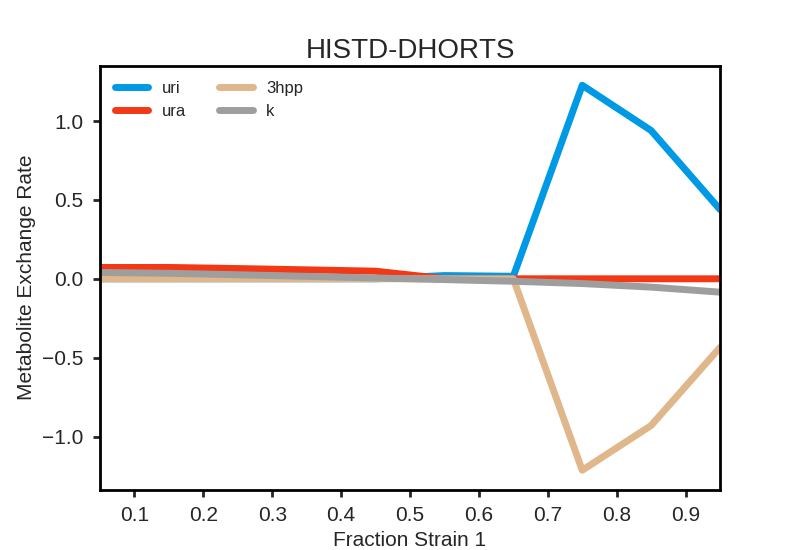 HISTD-DHORTS
uri 3hpp
ura k
Metabolite Exchange Rate
1.0
0.5
0.0
−0.5
−1.0
0.1 0.2 0.3 0.4 0.5 0.6 0.7 0.8 0.9
Fraction Strain 1